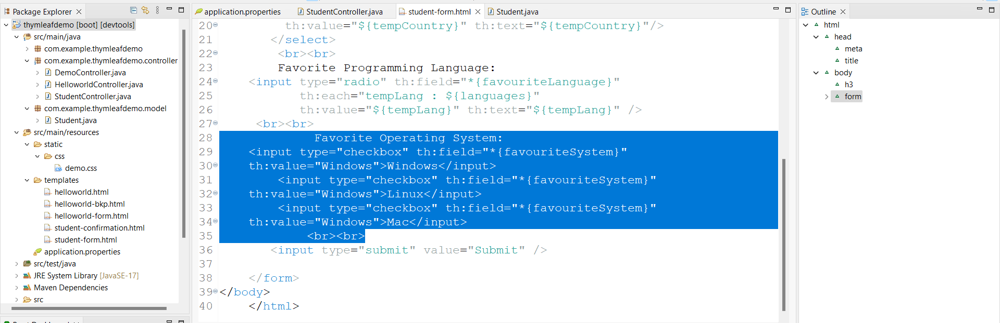 Package Explorer
thymleafdemo [boot] [devtools]
src/main/java
com.example.thymleafdemo
com.example.thymleafdemo.controller
DemoController.java
HelloworldController.java
StudentController.java
com.example.thymleafdemo.model
Student.java
src/main/resources
static
css
demo.css
templates
helloworld.html
helloworld-bkp.html
helloworld-form.html
student-confirmation.html
student-form.html
application.properties
src/test/java
JRE System Library [JavaSE-17]
Maven Dependencies
src
application.properties
StudentController.java
student-form.html
Student.java
20 th:value="${tempCountry}" th:text="${tempCountry}"/>
21 </select>
22 <br><br>
23 Favorite Programming Language:
24 <input type="radio" th:field="*{favouriteLanguage}"
25 th:each="tempLang : ${languages}"
26 th:value="${tempLang}" th:text="${tempLang}" />
27 <br><br>
28 Favorite Operating System:
29 <input type="checkbox" th:field="*{favouriteSystem}"
30 th:value="Windows">Windows</input>
31 <input type="checkbox" th:field="*{favouriteSystem}"
32 th:value="Windows">Linux</input>
33 <input type="checkbox" th:field="*{favouriteSystem}"
34 th:value="Windows">Mac</input>
35 <br><br>
36 <input type="submit" value="Submit" />
37
38 </form>
39 </body>
40 </html>
Outline
html
head
meta
title
body
h3
form